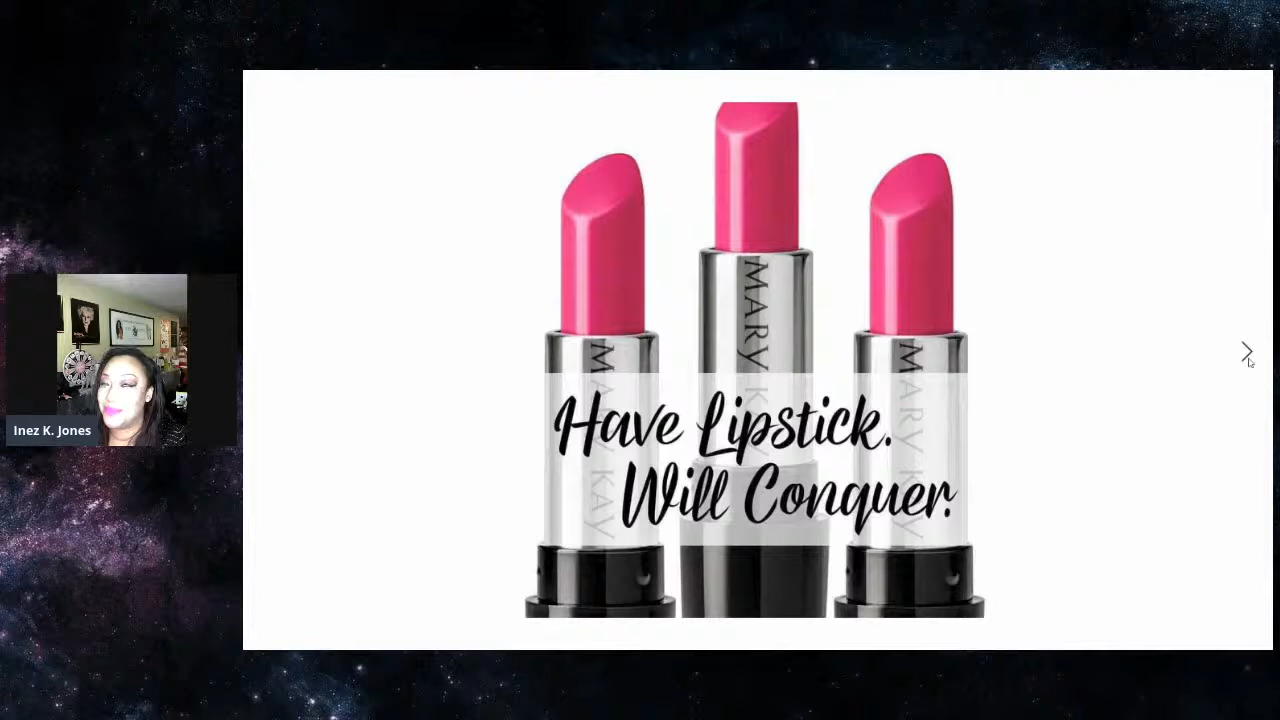 Inez K. Jones
MARY KAY
MARY K
MARY KAY
Have Lipstick.
Will Conquer.